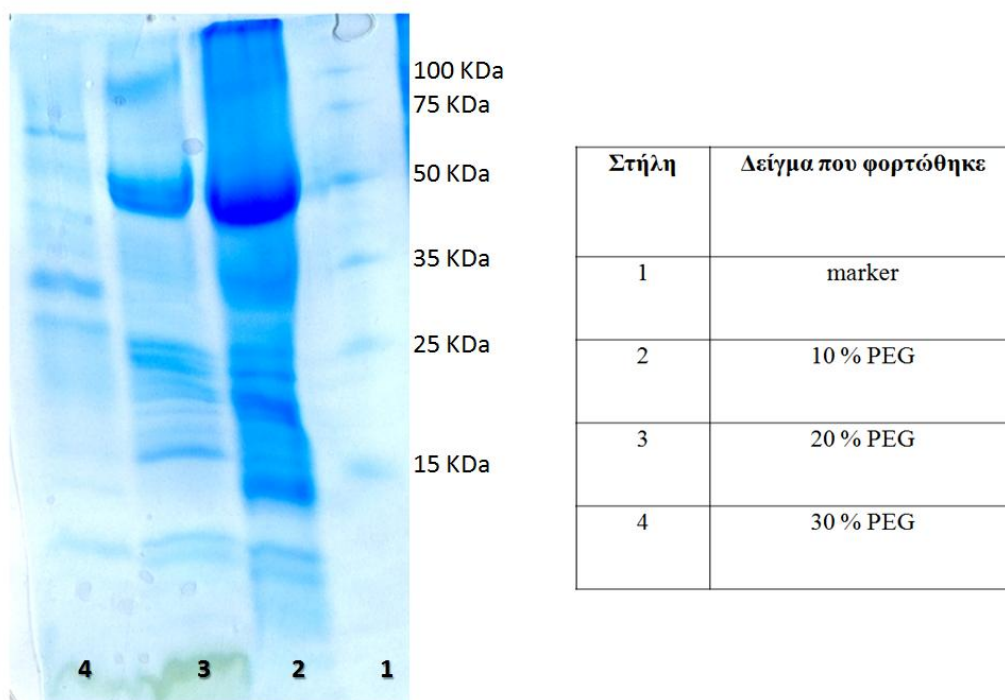 100 KDa
75 KDa
50 KDa
35 KDa
25 KDa
15 KDa
4 3 2 1
Στήλη Δείγμα που φορτώθηκε
1 marker
2 10 % PEG
3 20 % PEG
4 30 % PEG